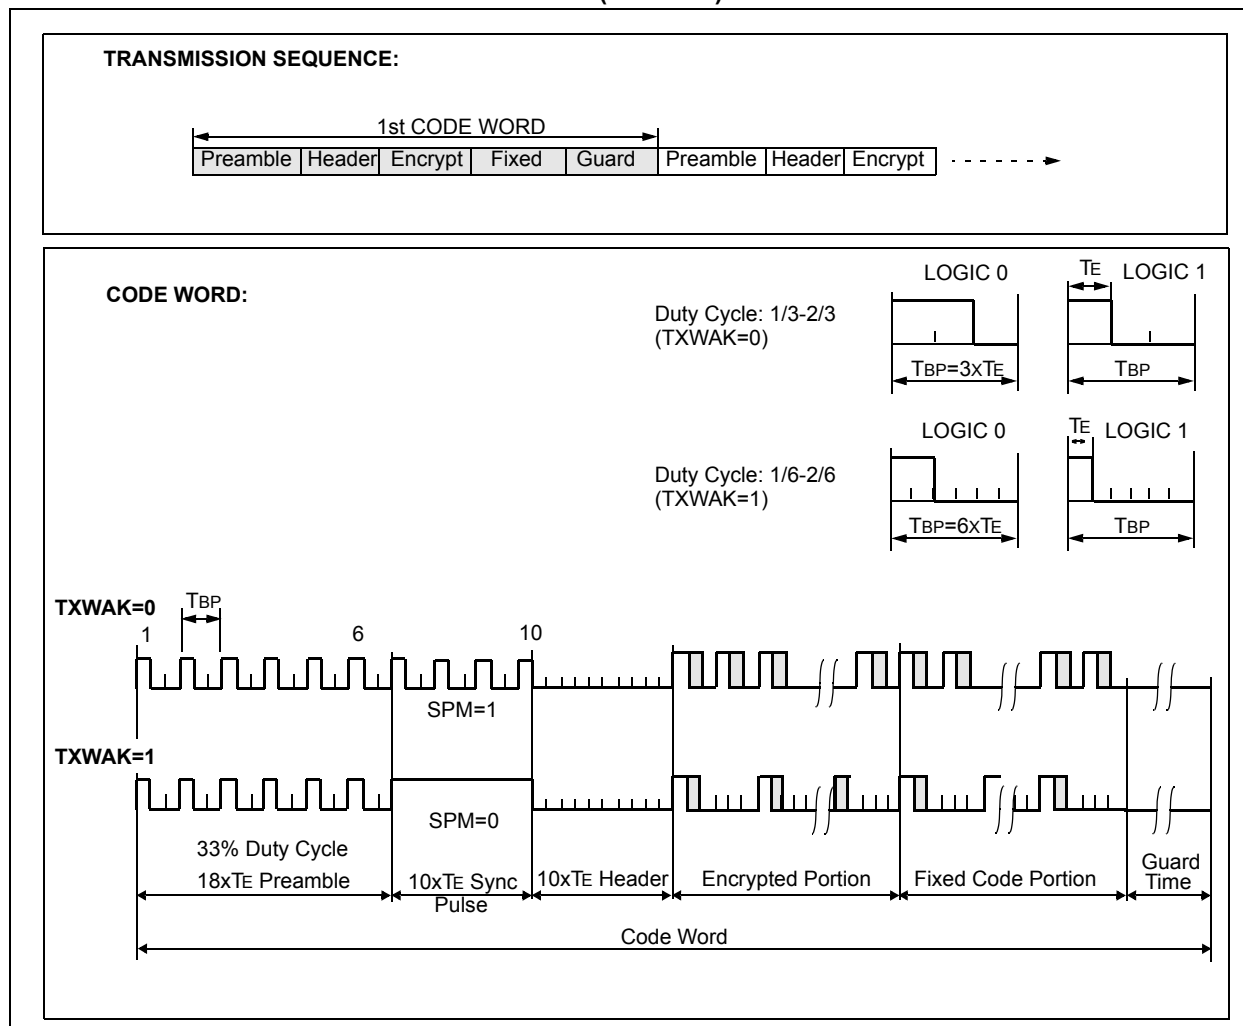 TRANSMISSION SEQUENCE:
1st CODE WORD
Preamble Header Encrypt Fixed Guard Preamble Header Encrypt
CODE WORD:
LOGIC 0 TE LOGIC 1
Duty Cycle: 1/3-2/3
(TXWAK=0)
TBP=3XTE TBP
LOGIC 0 TE LOGIC 1
Duty Cycle: 1/6-2/6
(TXWAK=1)
TBP=6XTE TBP
TXWAK=0 TBP
1 6 10
SPM=1
TXWAK=1
SPM=0
33% Duty Cycle
18xTE Preamble
10xTE Sync
Pulse
10xTE Header
Encrypted Portion
Fixed Code Portion
Guard
Time
Code Word